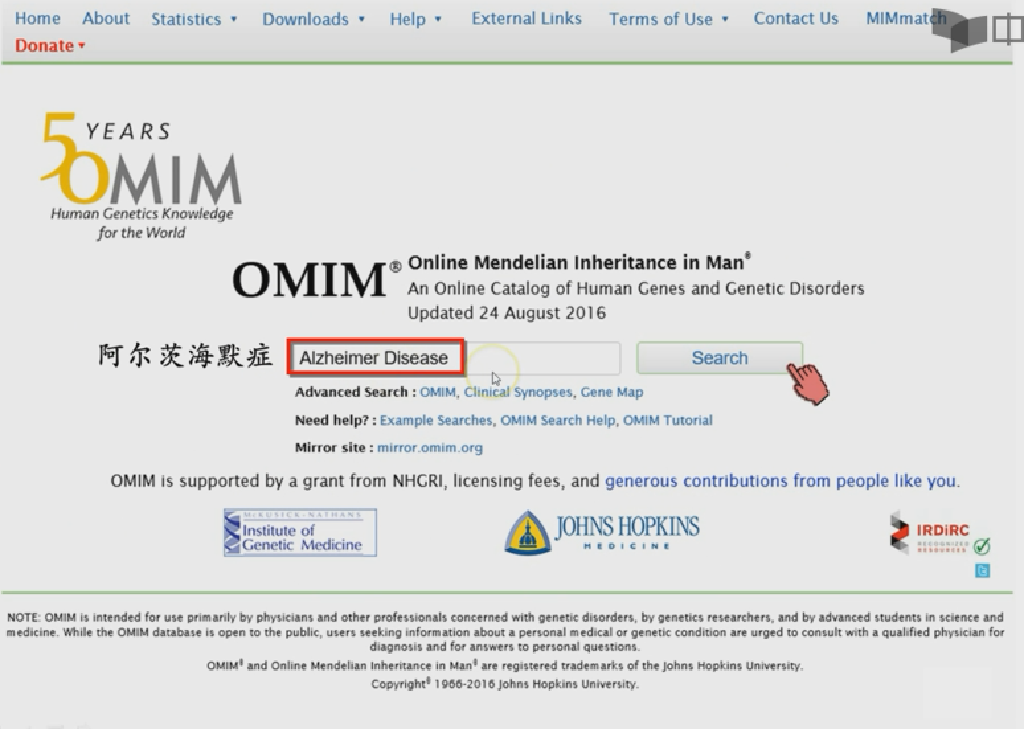 Home About Statistics Downloads Help External Links Terms of Use Contact Us MIMmatch
Donate
50 YEARS
OMIM
Human Genetics Knowledge
for the World
OMIM® Online Mendelian Inheritance in Man®
An Online Catalog of Human Genes and Genetic Disorders
Updated 24 August 2016
阿尔茨海默症 Alzheimer Disease Search
Advanced Search : OMIM, Clinical Synopses, Gene Map
Need help? : Example Searches, OMIM Search Help, OMIM Tutorial
Mirror site : mirror.omim.org
OMIM is supported by a grant from NHGRI, licensing fees, and generous contributions from people like you.
McKUSICK-NATHANS
Institute of
Genetic Medicine
JOHNS HOPKINS
MEDICINE
IRDiRC
RECOGNIZED
RESOURCES
NOTE: OMIM is intended for use primarily by physicians and other professionals concerned with genetic disorders, by genetics researchers, and by advanced students in science and
medicine. While the OMIM database is open to the public, users seeking information about a personal medical or genetic condition are urged to consult with a qualified physician for
diagnosis and for answers to personal questions.
OMIM® and Online Mendelian Inheritance in Man® are registered trademarks of the Johns Hopkins University.
Copyright® 1966-2016 Johns Hopkins University.